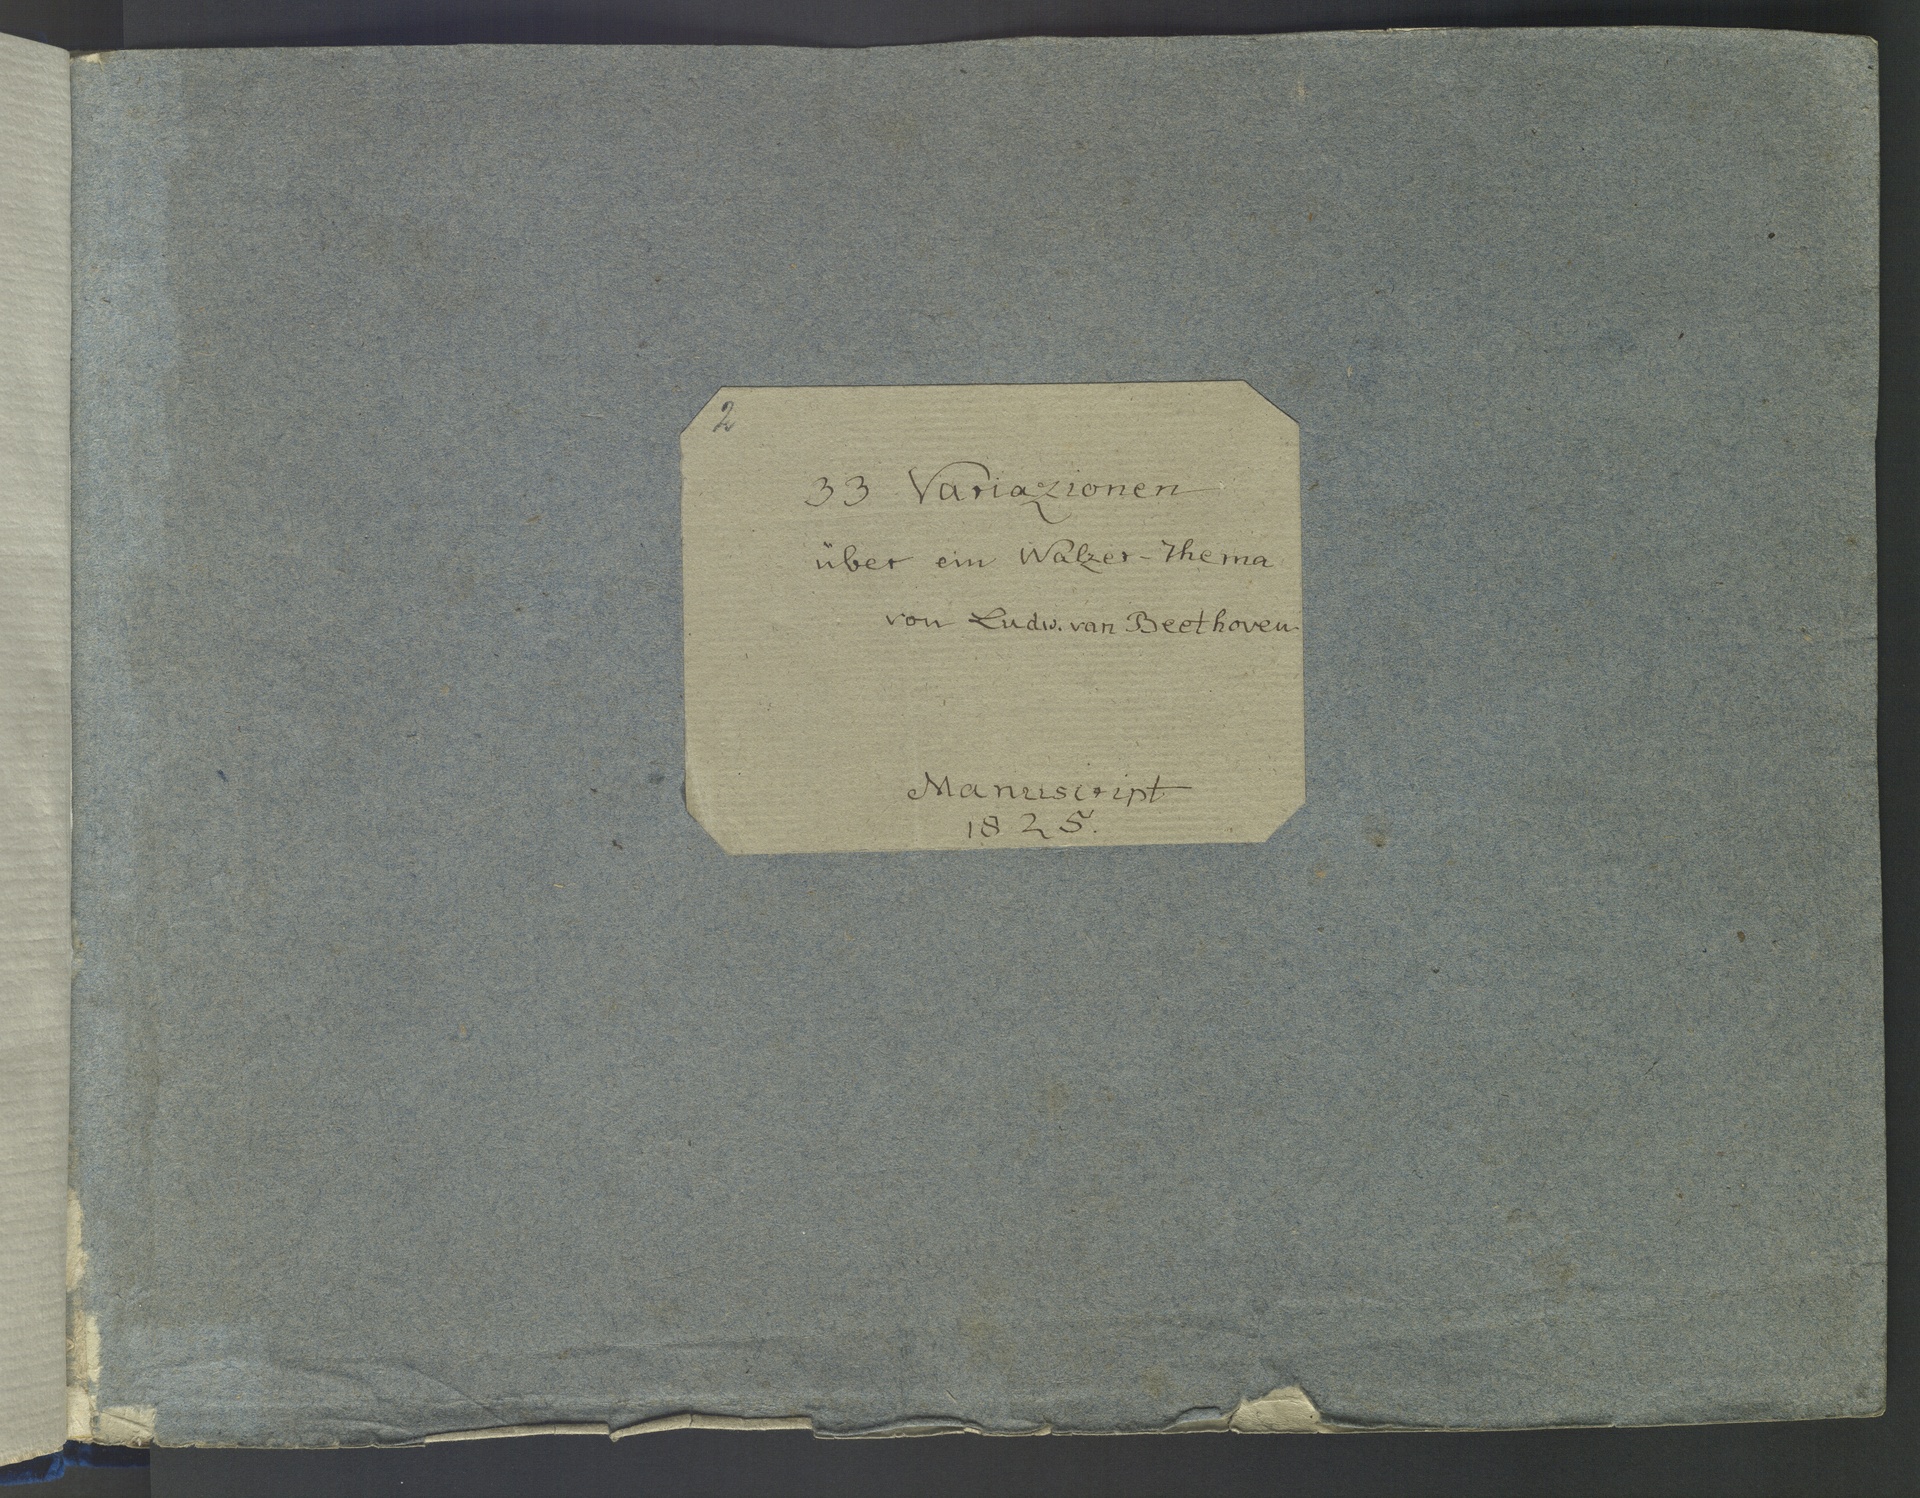 2
33 Variazionen
über ein Walzer-Thema
von Ludw. van Beethoven.
Manuscript
1825.